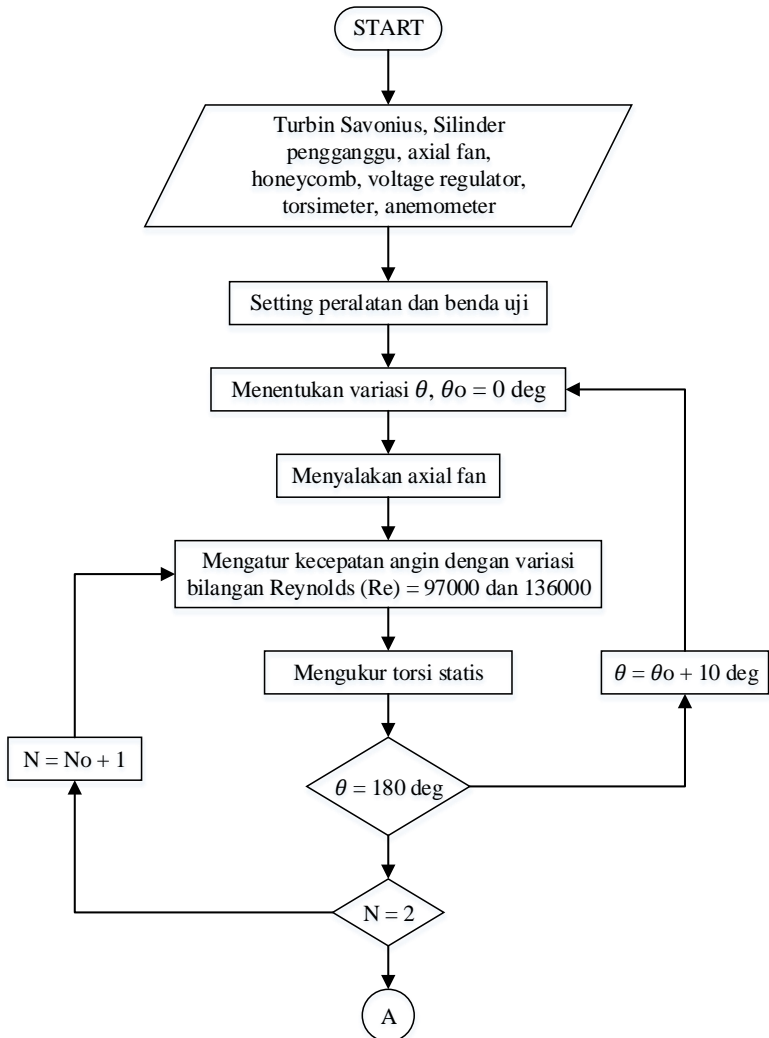 START
Turbin Savonius, Silinder
pengganggu, axial fan,
honeycomb, voltage regulator,
torsimeter, anemometer
Setting peralatan dan benda uji
Menentukan variasi θ, θo = 0 deg
Menyalakan axial fan
Mengatur kecepatan angin dengan variasi
bilangan Reynolds (Re) = 97000 dan 136000
Mengukur torsi statis
θ = θo + 10 deg
N = No + 1
θ = 180 deg
N = 2
A